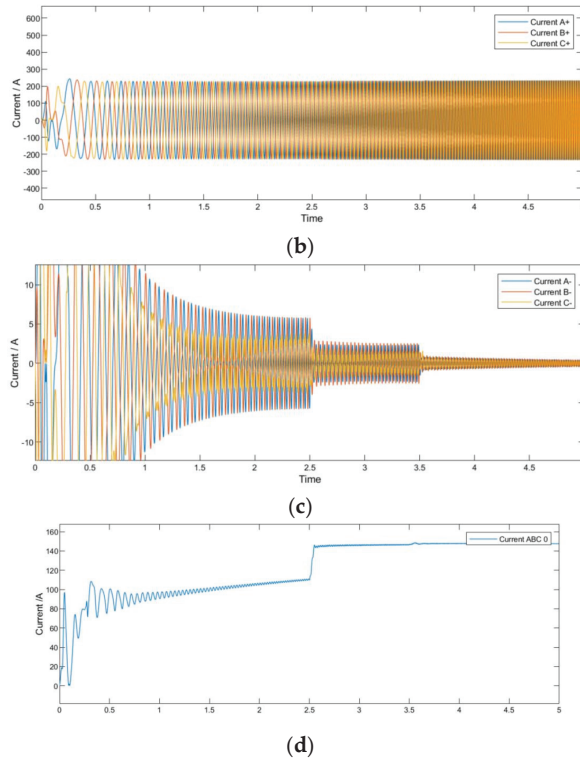 600
500
400
300
200
100
0
-100
-200
-300
-400
Current / A
Current A+
Current B+
Current C+
0 0.5 1 1.5 2 2.5 3 3.5 4 4.5
Time
(b)
10
5
0
-5
-10
Current / A
Current A-
Current B-
Current C-
0 0.5 1 1.5 2 2.5 3 3.5 4 4.5
Time
(c)
160
140
120
100
80
60
40
20
0
Current /A
Current ABC 0
0 0.5 1 1.5 2 2.5 3 3.5 4 4.5 5
(d)